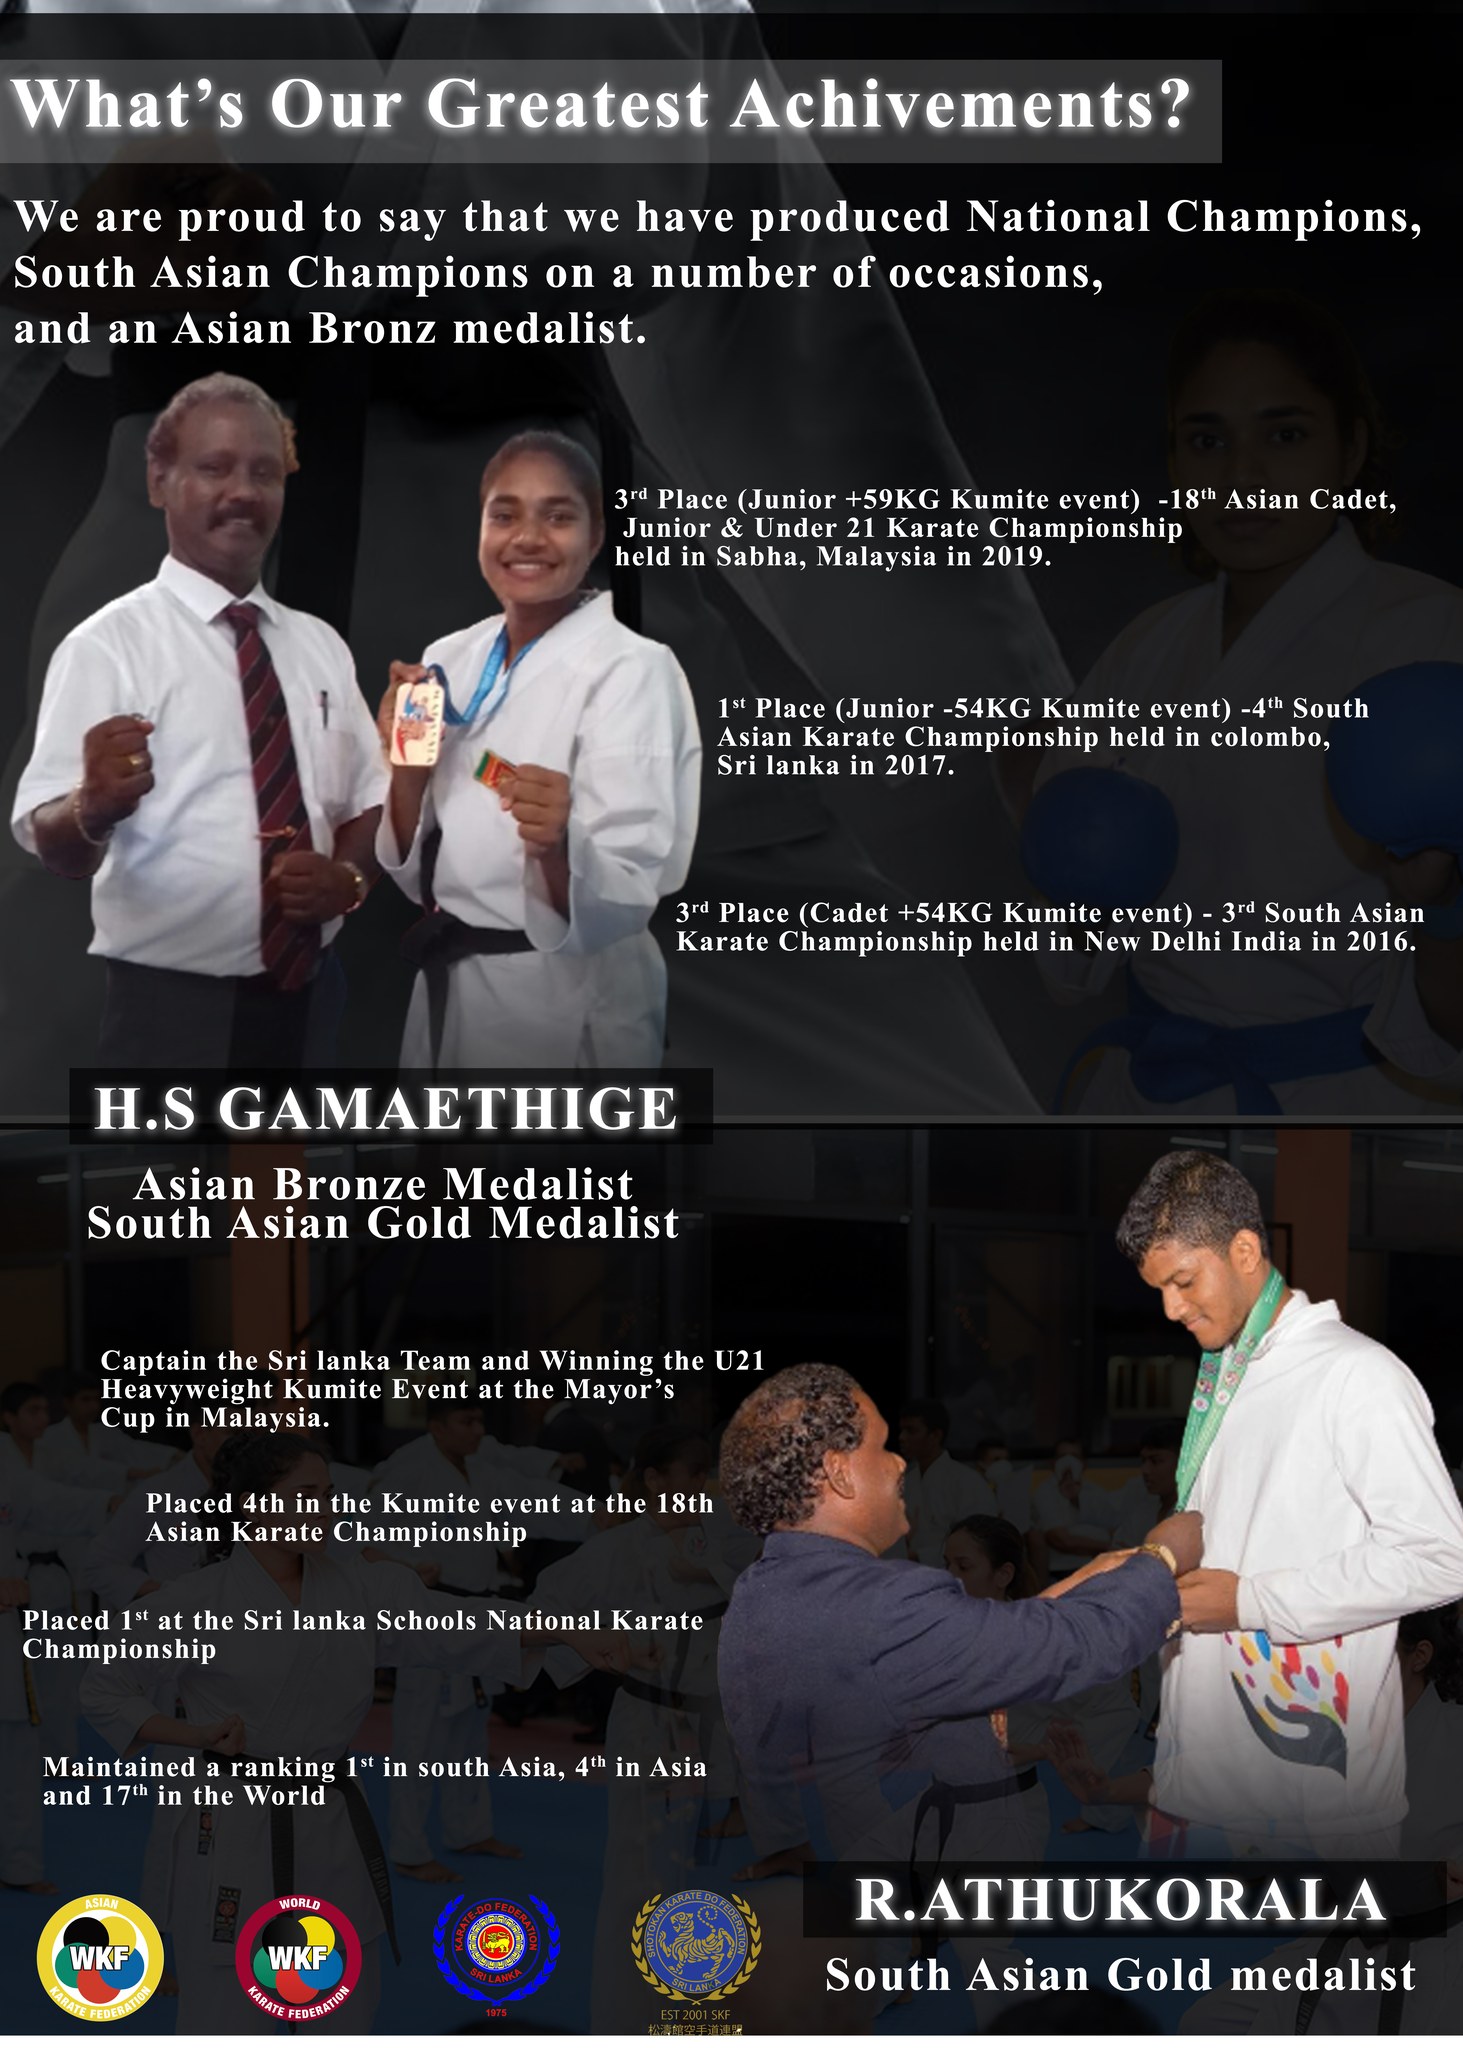 What's Our Greatest Achivements?
We are proud to say that we have produced National Champions,
South Asian Champions on a number of occasions,
and an Asian Bronz medalist.
3rd Place (Junior +59KG Kumite event) -18th Asian Cadet,
Junior & Under 21 Karate Championship
held in Sabha, Malaysia in 2019.
1st Place (Junior -54KG Kumite event) -4th South
Asian Karate Championship held in colombo,
Sri lanka in 2017.
3rd Place (Cadet +54KG Kumite event) - 3rd South Asian
Karate Championship held in New Delhi India in 2016.
H.S GAMAETHIGE
Asian Bronze Medalist
South Asian Gold Medalist
Captain the Sri lanka Team and Winning the U21
Heavyweight Kumite Event at the Mayor's
Cup in Malaysia.
Placed 4th in the Kumite event at the 18th
Asian Karate Championship
Placed 1st at the Sri lanka Schools National Karate
Championship
Maintained a ranking 1st in south Asia, 4th in Asia
and 17th in the World
R.ATHUKORALA
South Asian Gold medalist
ASIAN
WKF
KARATE FEDERATION
WORLD
WKF
KARATE FEDERATION
KARATE-DO FEDERATION
SRI LANKA
1975
SHOTOKAN KARATE DO FEDERATION
SRI LANKA
EST 2001 SKF
松濤館空手道連盟